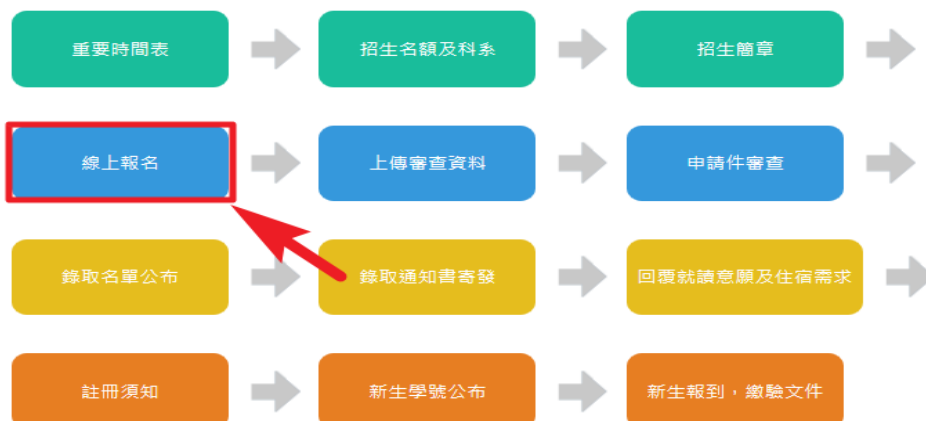 重要時間表
招生名額及科系
招生簡章
線上報名
上傳審查資料
申請件審查
錄取名單公布
錄取通知書寄發
回覆就讀意願及住宿需求
註冊須知
新生學號公布
新生報到，繳驗文件